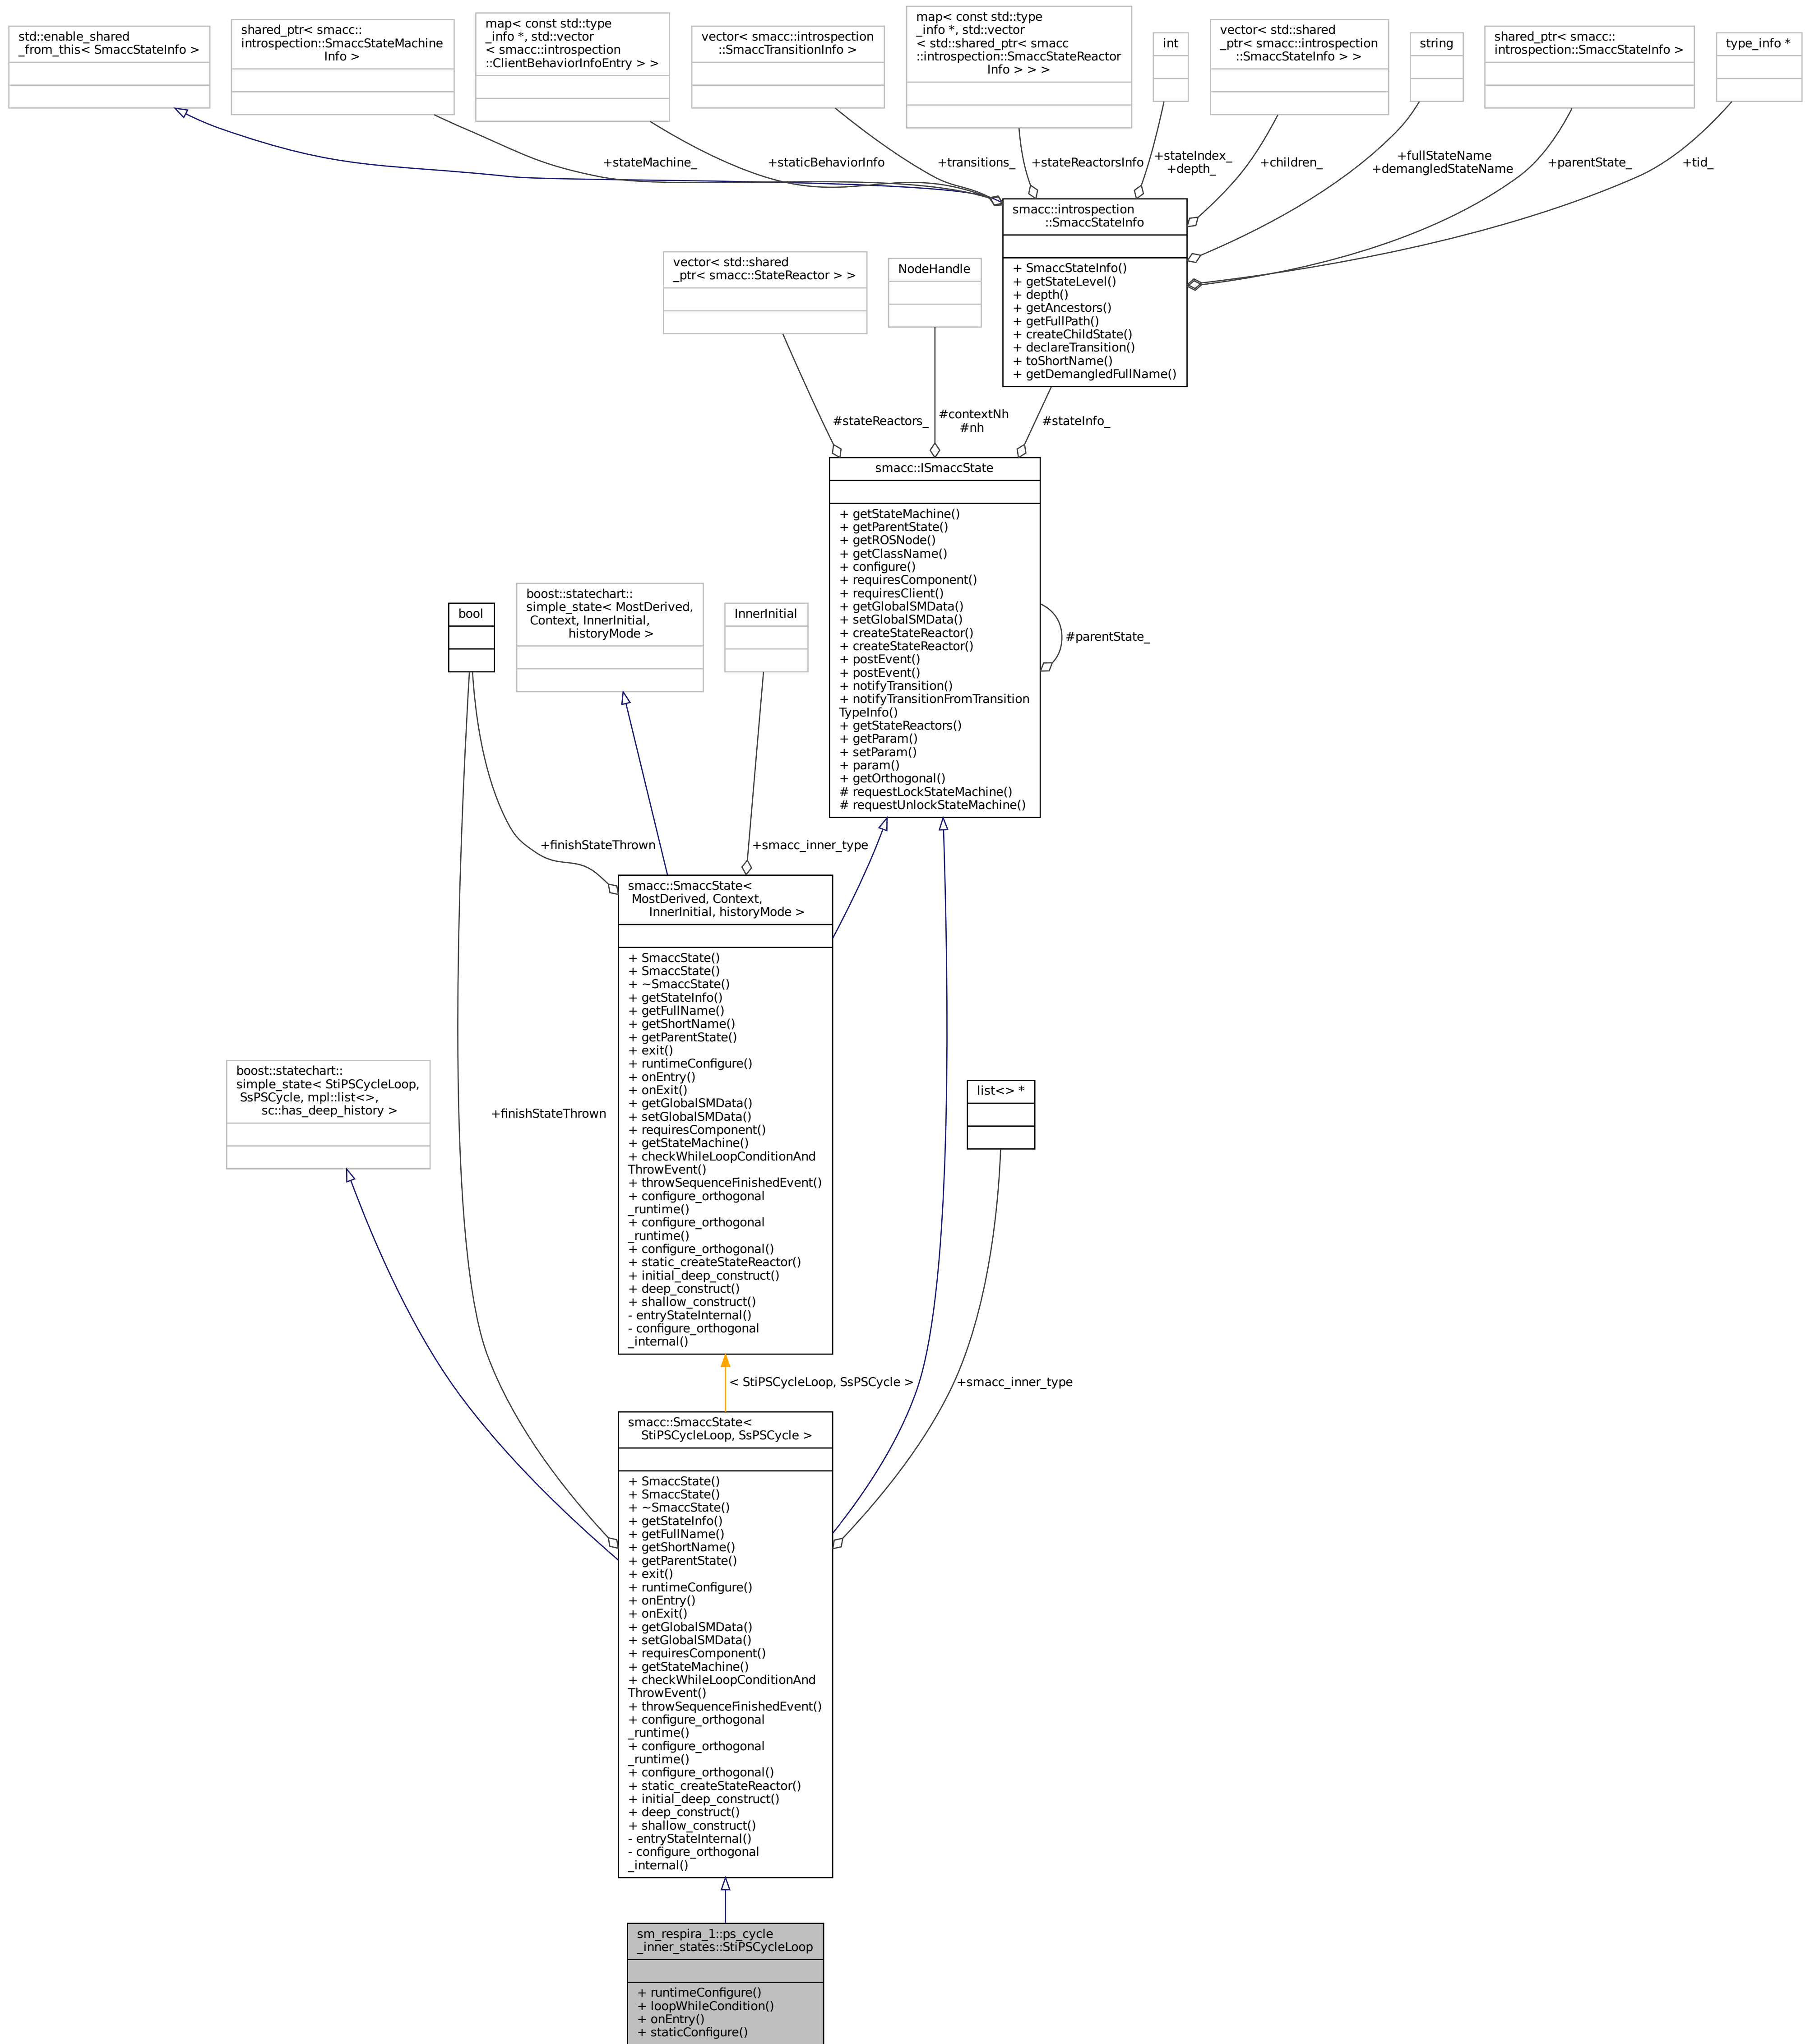 std::enable_shared
_from_this< SmaccStateInfo >
shared_ptr< smacc::
introspection::SmaccStateMachine
Info >
map< const std::type
_info *, std::vector
< smacc::introspection
::ClientBehaviorInfoEntry > >
vector< smacc::introspection
::SmaccTransitionInfo >
map< const std::type
_info *, std::vector
< std::shared_ptr< smacc
::introspection::SmaccStateReactor
Info > > >
int
vector< std::shared
_ptr< smacc::introspection
::SmaccStateInfo > >
string
shared_ptr< smacc::
introspection::SmaccStateInfo >
type_info *
+stateMachine_
+staticBehaviorInfo
+transitions_
+stateReactorsInfo
+stateIndex_
+depth_
+children_
+fullStateName
+demangledStateName
+parentState_
+tid_
smacc::introspection
::SmaccStateInfo
+ SmaccStateInfo()
+ getStateLevel()
+ depth()
+ getAncestors()
+ getFullPath()
+ createChildState()
+ declareTransition()
+ toShortName()
+ getDemangledFullName()
vector< std::shared
_ptr< smacc::StateReactor > >
NodeHandle
#stateReactors_
#contextNh
#nh
#stateInfo_
smacc::ISmaccState
+ getStateMachine()
+ getParentState()
+ getROSNode()
+ getClassName()
+ configure()
+ requiresComponent()
+ requiresClient()
+ getGlobalSMData()
+ setGlobalSMData()
+ createStateReactor()
+ createStateReactor()
+ postEvent()
+ postEvent()
+ notifyTransition()
+ notifyTransitionFromTransition
TypeInfo()
+ getStateReactors()
+ getParam()
+ setParam()
+ param()
+ getOrthogonal()
# requestLockStateMachine()
# requestUnlockStateMachine()
#parentState_
bool
boost::statechart::
simple_state< MostDerived,
Context, InnerInitial,
historyMode >
InnerInitial
+finishStateThrown
+smacc_inner_type
smacc::SmaccState<
MostDerived, Context,
InnerInitial, historyMode >
+ SmaccState()
+ SmaccState()
+ ~SmaccState()
+ getStateInfo()
+ getFullName()
+ getShortName()
+ getParentState()
+ exit()
+ runtimeConfigure()
+ onEntry()
+ onExit()
+ getGlobalSMData()
+ setGlobalSMData()
+ requiresComponent()
+ getStateMachine()
+ checkWhileLoopConditionAnd
ThrowEvent()
+ throwSequenceFinishedEvent()
+ configure_orthogonal
_runtime()
+ configure_orthogonal
_runtime()
+ configure_orthogonal()
+ static_createStateReactor()
+ initial_deep_construct()
+ deep_construct()
+ shallow_construct()
- entryStateInternal()
- configure_orthogonal
_internal()
boost::statechart::
simple_state< StiPSCycleLoop,
SsPSCycle, mpl::list<>,
sc::has_deep_history >
+finishStateThrown
list<> *
< StiPSCycleLoop, SsPSCycle >
+smacc_inner_type
smacc::SmaccState<
StiPSCycleLoop, SsPSCycle >
+ SmaccState()
+ SmaccState()
+ ~SmaccState()
+ getStateInfo()
+ getFullName()
+ getShortName()
+ getParentState()
+ exit()
+ runtimeConfigure()
+ onEntry()
+ onExit()
+ getGlobalSMData()
+ setGlobalSMData()
+ requiresComponent()
+ getStateMachine()
+ checkWhileLoopConditionAnd
ThrowEvent()
+ throwSequenceFinishedEvent()
+ configure_orthogonal
_runtime()
+ configure_orthogonal
_runtime()
+ configure_orthogonal()
+ static_createStateReactor()
+ initial_deep_construct()
+ deep_construct()
+ shallow_construct()
- entryStateInternal()
- configure_orthogonal
_internal()
sm_respira_1::ps_cycle
_inner_states::StiPSCycleLoop
+ runtimeConfigure()
+ loopWhileCondition()
+ onEntry()
+ staticConfigure()